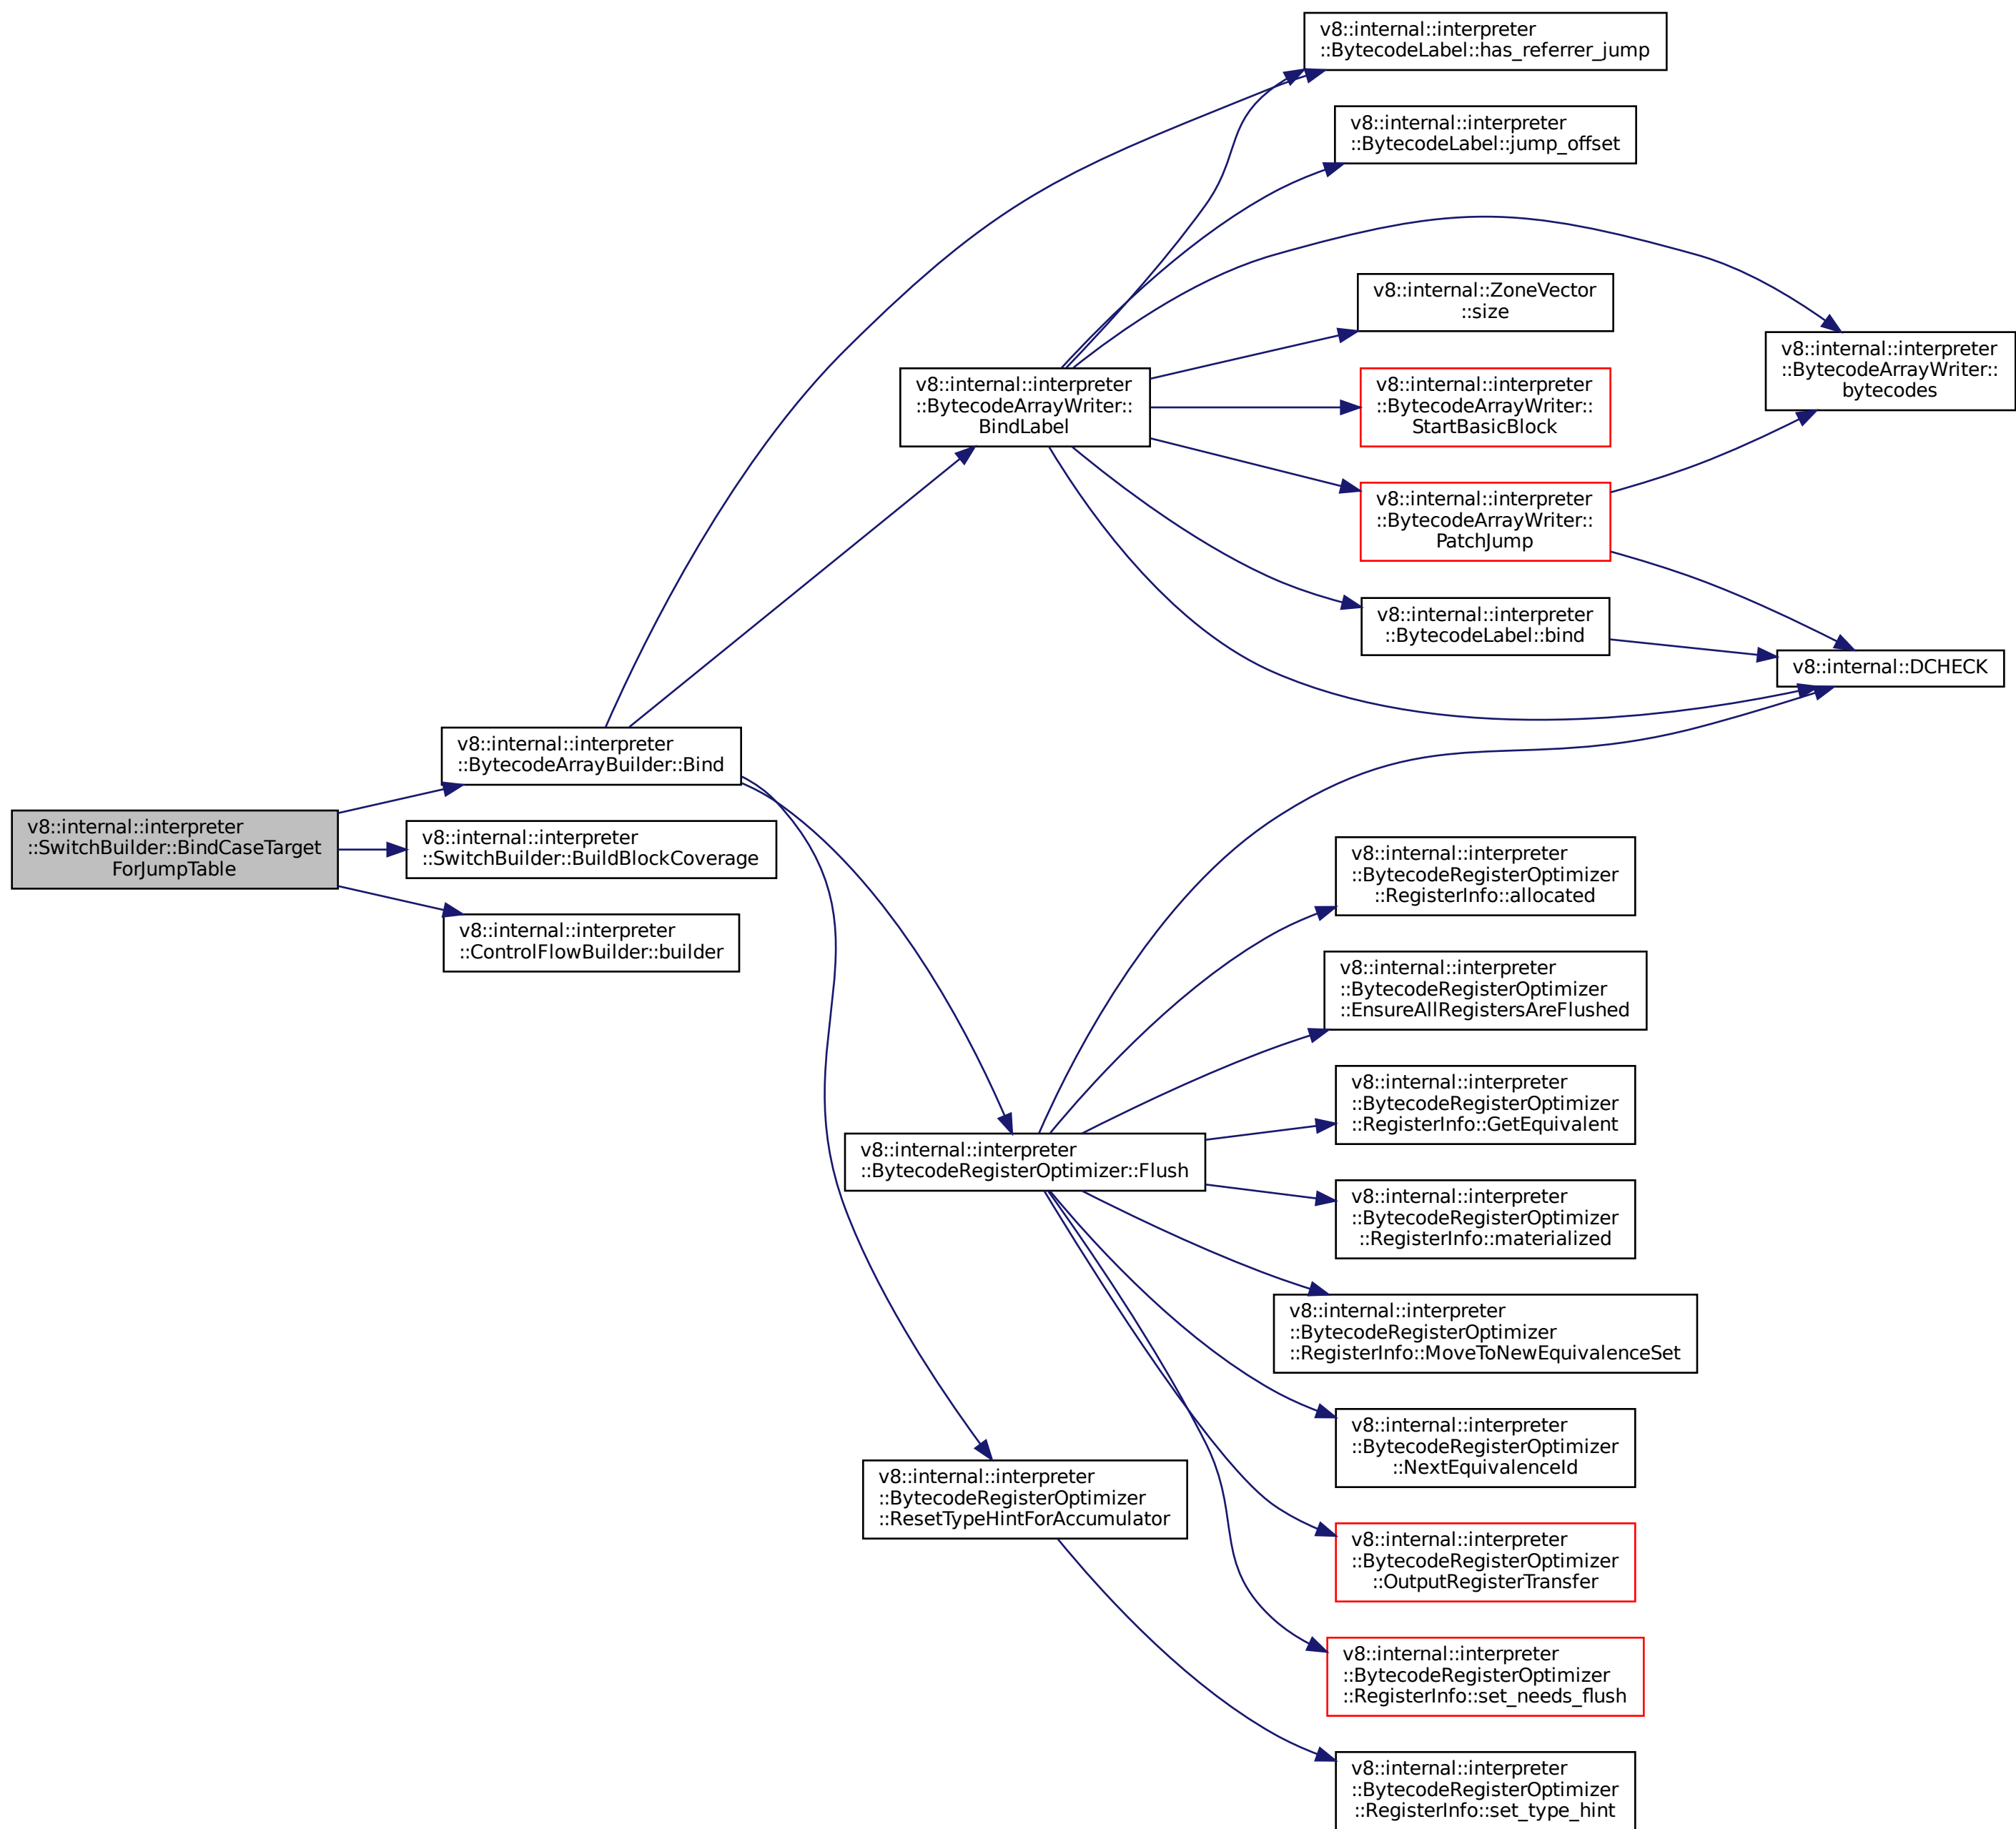 v8::internal::interpreter
::SwitchBuilder::BindCaseTarget
ForJumpTable
v8::internal::interpreter
::BytecodeArrayBuilder::Bind
v8::internal::interpreter
::SwitchBuilder::BuildBlockCoverage
v8::internal::interpreter
::ControlFlowBuilder::builder
v8::internal::interpreter
::BytecodeArrayWriter::
BindLabel
v8::internal::interpreter
::BytecodeRegisterOptimizer::Flush
v8::internal::interpreter
::BytecodeRegisterOptimizer
::ResetTypeHintForAccumulator
v8::internal::interpreter
::BytecodeLabel::has_referrer_jump
v8::internal::interpreter
::BytecodeLabel::jump_offset
v8::internal::ZoneVector
::size
v8::internal::interpreter
::BytecodeArrayWriter::
StartBasicBlock
v8::internal::interpreter
::BytecodeArrayWriter::
PatchJump
v8::internal::interpreter
::BytecodeLabel::bind
v8::internal::interpreter
::BytecodeArrayWriter::
bytecodes
v8::internal::DCHECK
v8::internal::interpreter
::BytecodeRegisterOptimizer
::RegisterInfo::allocated
v8::internal::interpreter
::BytecodeRegisterOptimizer
::EnsureAllRegistersAreFlushed
v8::internal::interpreter
::BytecodeRegisterOptimizer
::RegisterInfo::GetEquivalent
v8::internal::interpreter
::BytecodeRegisterOptimizer
::RegisterInfo::materialized
v8::internal::interpreter
::BytecodeRegisterOptimizer
::RegisterInfo::MoveToNewEquivalenceSet
v8::internal::interpreter
::BytecodeRegisterOptimizer
::NextEquivalenceId
v8::internal::interpreter
::BytecodeRegisterOptimizer
::OutputRegisterTransfer
v8::internal::interpreter
::BytecodeRegisterOptimizer
::RegisterInfo::set_needs_flush
v8::internal::interpreter
::BytecodeRegisterOptimizer
::RegisterInfo::set_type_hint